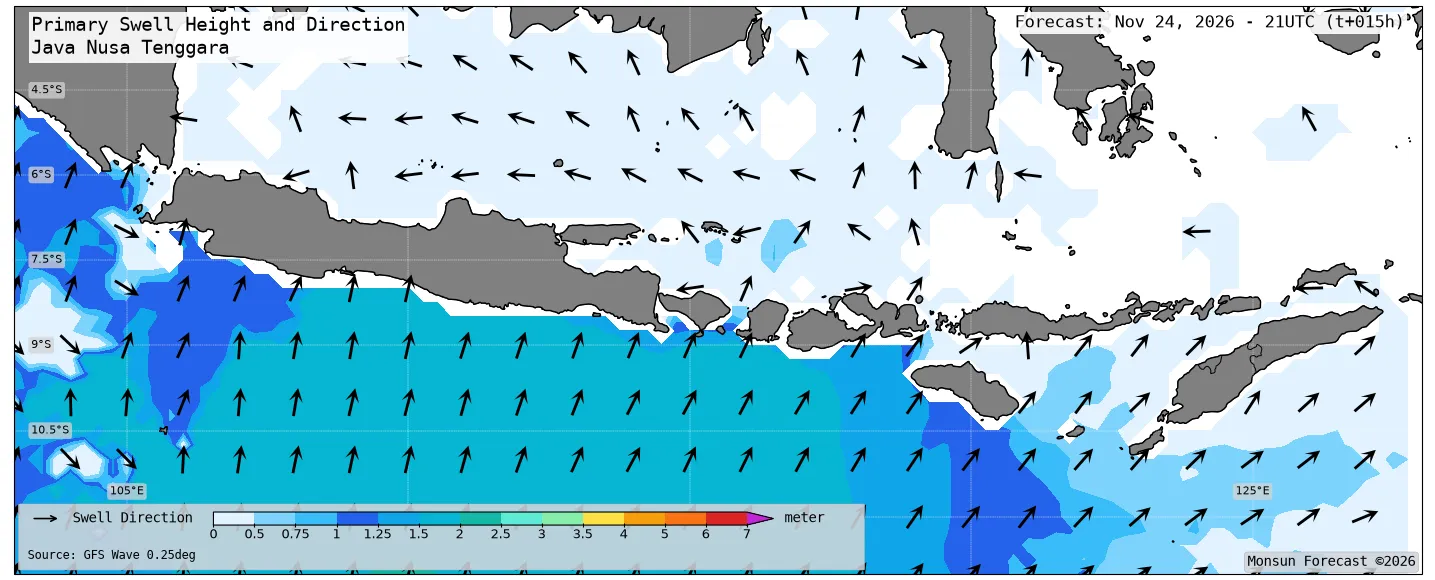 Primary Swell Height and Direction
Java Nusa Tenggara
Forecast: Nov 24, 2026 - 21UTC (t+015h)
4.5°S
6°S
7.5°S
9°S
10.5°S
105°E
125°E
Swell Direction
0 0.5 0.75 1 1.25 1.5 2 2.5 3 3.5 4 5 6 7
meter
Source: GFS Wave 0.25deg
Monsun Forecast ©2026